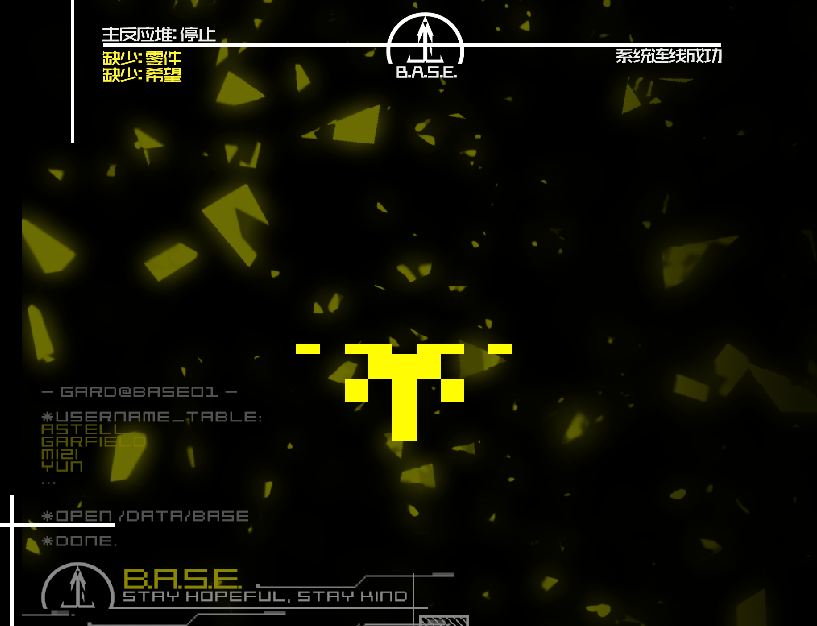 主反应堆: 停止
缺少: 零件
缺少: 希望
B.A.S.E.
系统连线成功
— GARD@BASE01 —
*USERNAME_TABLE:
ASTELL
GARFIELD
MIZI
YUN
...
*OPEN /DATA/BASE
*DONE.
B.A.S.E.
STAY HOPEFUL, STAY KIND